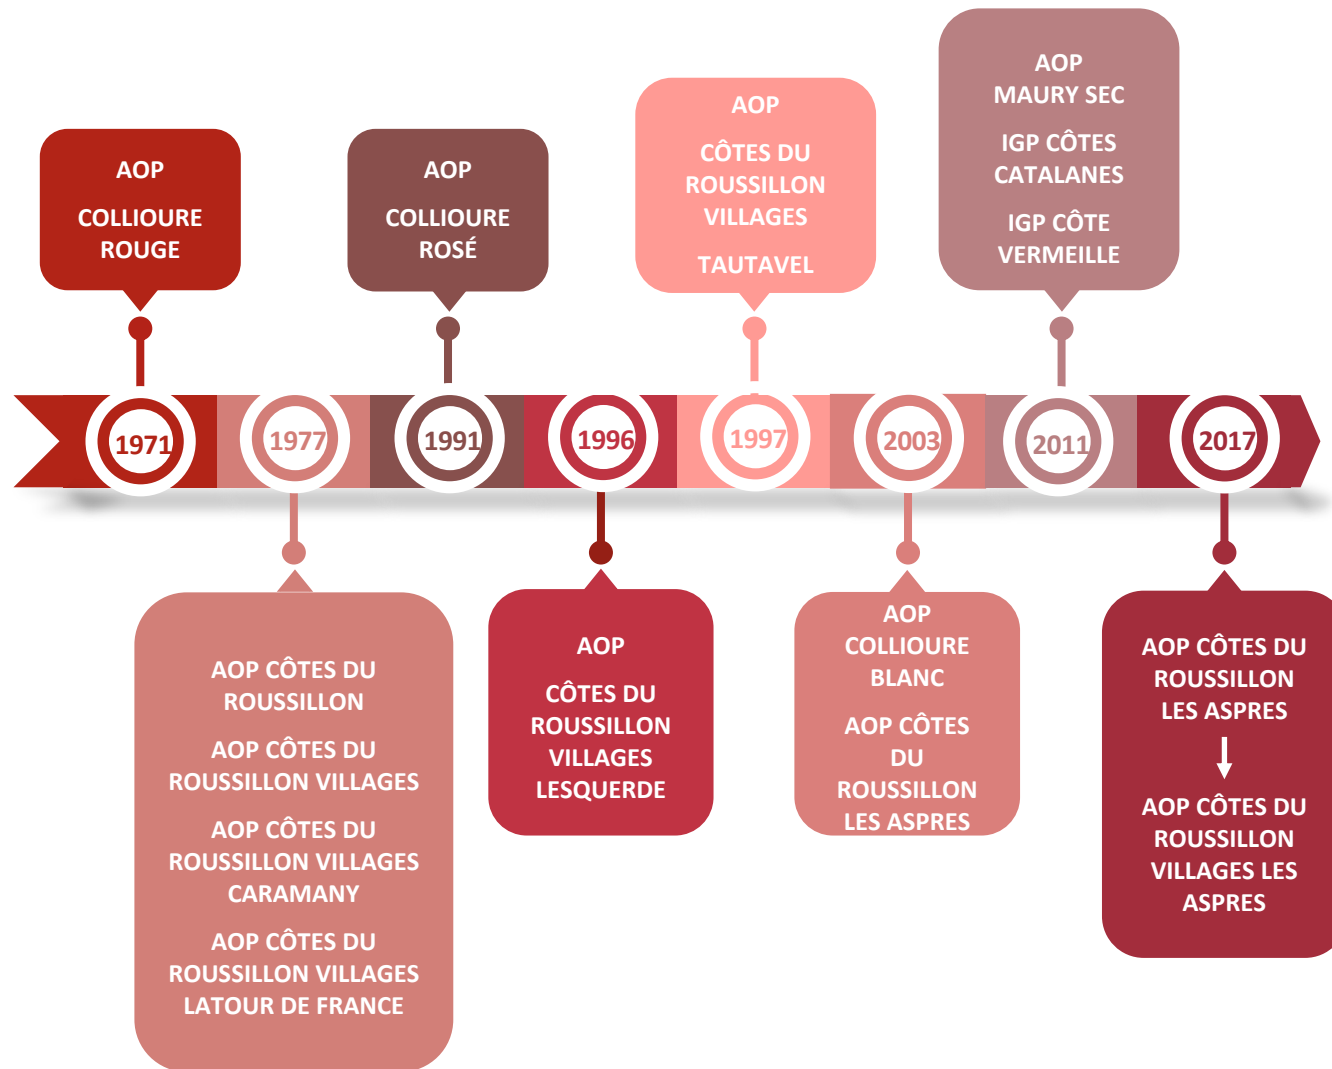 AOP
COLLIOURE
ROUGE
AOP
COLLIOURE
ROSÉ
AOP
CÔTES DU
ROUSSILLON
VILLAGES
TAUTAVEL
AOP
MAURY SEC
IGP CÔTES
CATALANES
IGP CÔTE
VERMEILLE
1971
1977
1991
1996
1997
2003
2011
2017
AOP CÔTES DU
ROUSSILLON
AOP CÔTES DU
ROUSSILLON VILLAGES
AOP CÔTES DU
ROUSSILLON VILLAGES
CARAMANY
AOP CÔTES DU
ROUSSILLON VILLAGES
LATOUR DE FRANCE
AOP
CÔTES DU
ROUSSILLON
VILLAGES
LESQUERDE
AOP
COLLIOURE
BLANC
AOP CÔTES
DU
ROUSSILLON
LES ASPRES
AOP CÔTES DU
ROUSSILLON
LES ASPRES
AOP CÔTES DU
ROUSSILLON
VILLAGES LES
ASPRES